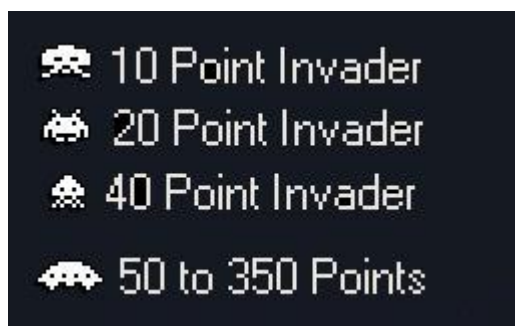 10 Point Invader
20 Point Invader
40 Point Invader
50 to 350 Points